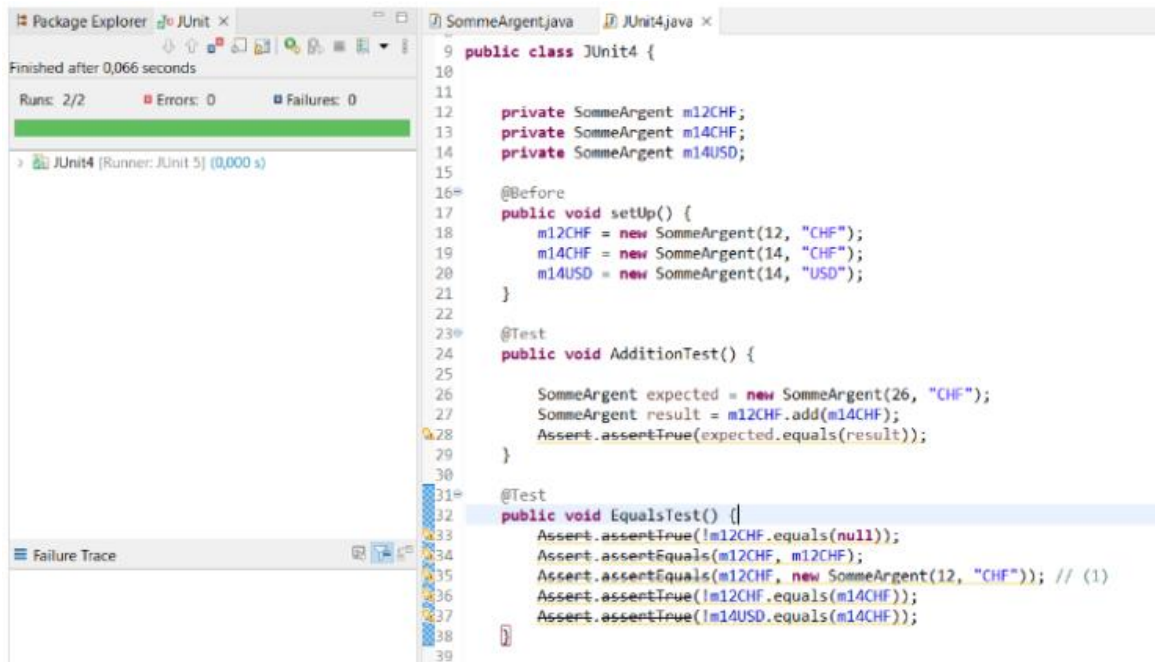 Package Explorer JUnit ×
Finished after 0,066 seconds
Runs: 2/2 Errors: 0 Failures: 0
JUnit4 [Runner: JUnit 5] (0,000 s)
Failure Trace
SommeArgent.java JUnit4.java ×
9 public class JUnit4 {
10
11
12 private SommeArgent m12CHF;
13 private SommeArgent m14CHF;
14 private SommeArgent m14USD;
15
16 @Before
17 public void setUp() {
18 m12CHF = new SommeArgent(12, "CHF");
19 m14CHF = new SommeArgent(14, "CHF");
20 m14USD = new SommeArgent(14, "USD");
21 }
22
23 @Test
24 public void AdditionTest() {
25
26 SommeArgent expected = new SommeArgent(26, "CHF");
27 SommeArgent result = m12CHF.add(m14CHF);
28 Assert.assertTrue(expected.equals(result));
29 }
30
31 @Test
32 public void EqualsTest() {
33 Assert.assertTrue(!m12CHF.equals(null));
34 Assert.assertEquals(m12CHF, m12CHF);
35 Assert.assertEquals(m12CHF, new SommeArgent(12, "CHF")); // (1)
36 Assert.assertTrue(!m12CHF.equals(m14CHF));
37 Assert.assertTrue(!m14USD.equals(m14CHF));
38 }
39